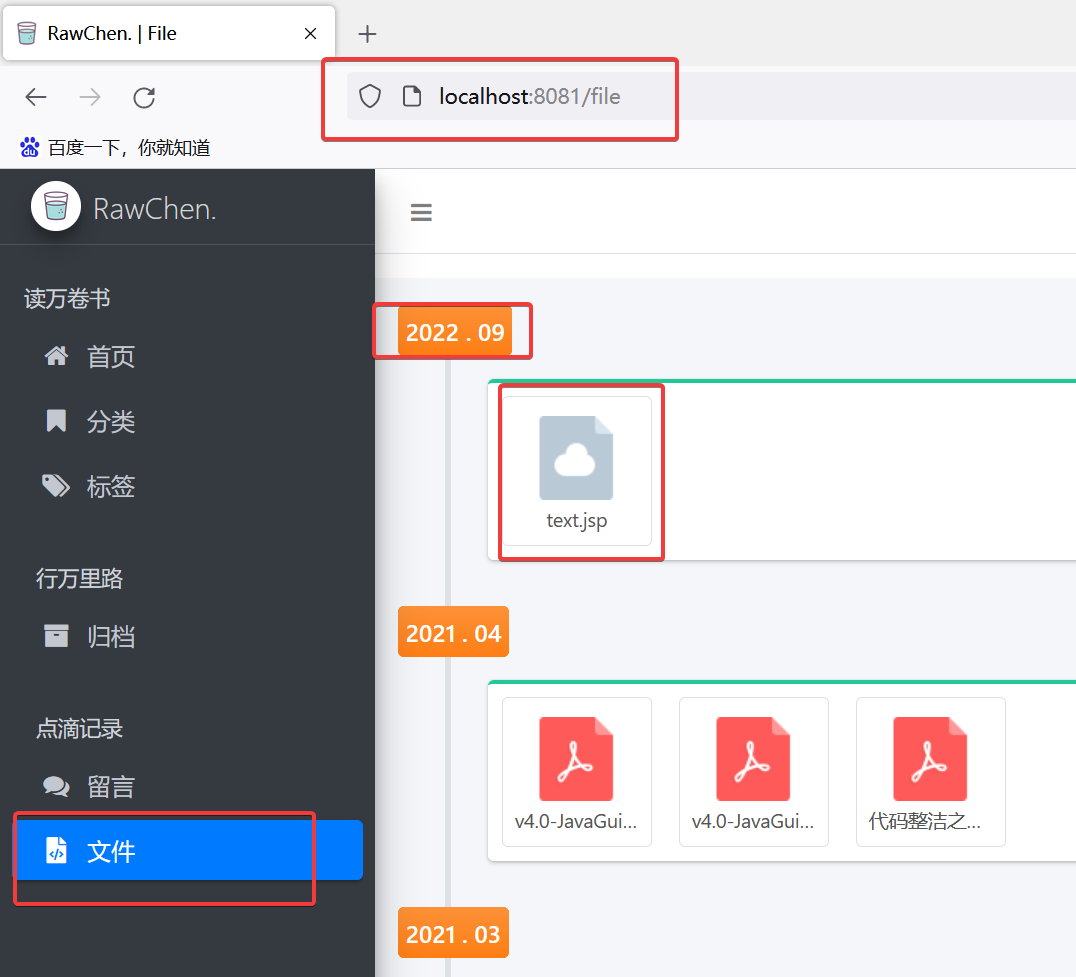 RawChen. | File
localhost:8081/file
百度一下，你就知道
RawChen.
读万卷书
首页
分类
标签
行万里路
归档
点滴记录
留言
文件
2022 . 09
text.jsp
2021 . 04
v4.0-JavaGui...
v4.0-JavaGui...
代码整洁之...
2021 . 03